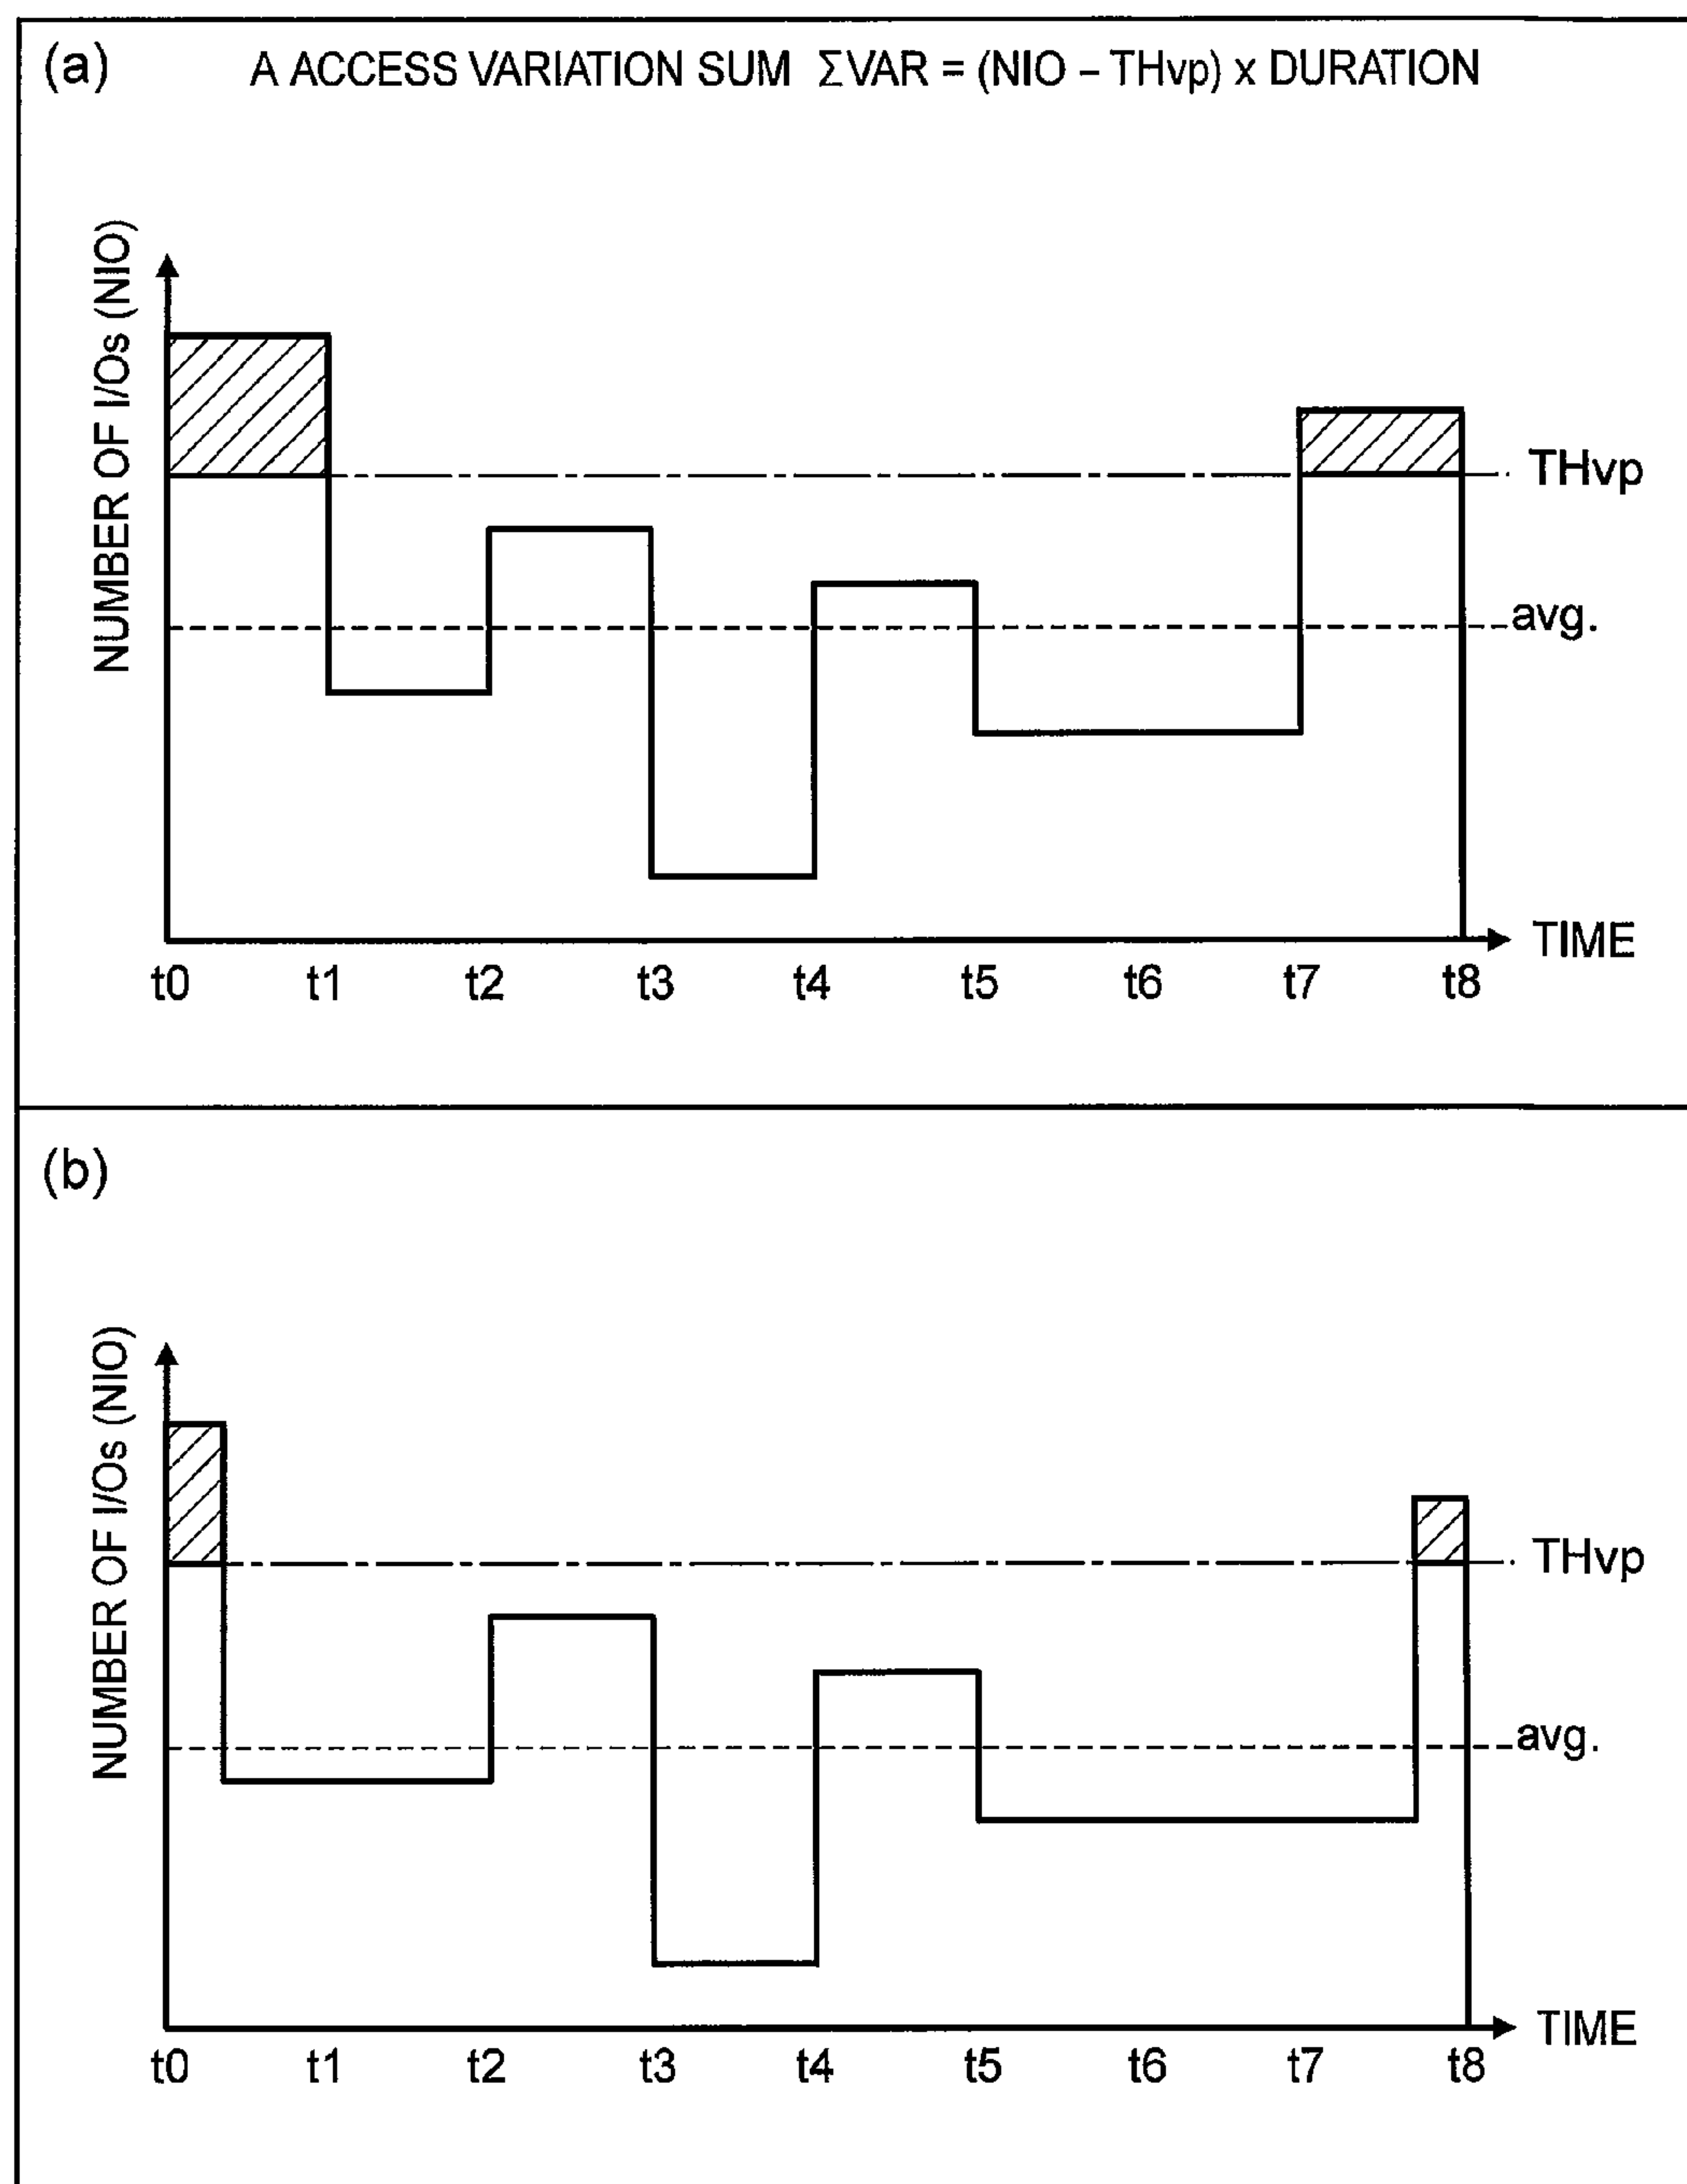 (a)
A ACCESS VARIATION SUM ΣVAR = (NIO – THvp) x DURATION
NUMBER OF I/Os (NIO)
THvp
avg.
TIME
t0 t1 t2 t3 t4 t5 t6 t7 t8
(b)
NUMBER OF I/Os (NIO)
THvp
avg.
TIME
t0 t1 t2 t3 t4 t5 t6 t7 t8